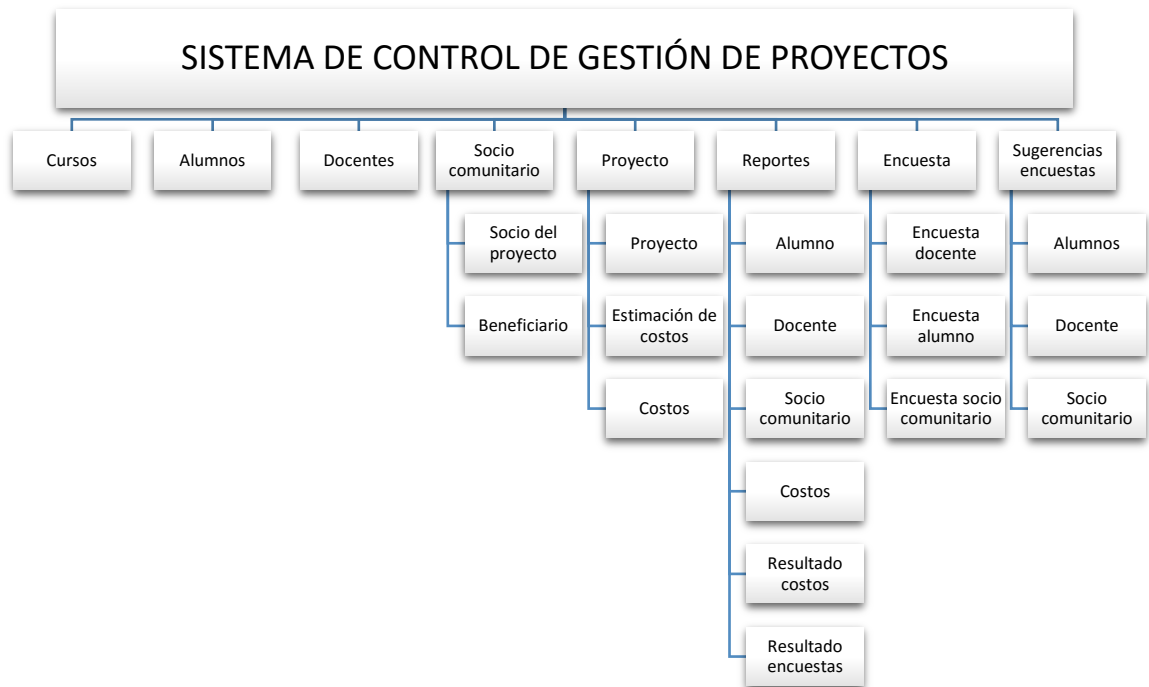 SISTEMA DE CONTROL DE GESTIÓN DE PROYECTOS
Cursos
Alumnos
Docentes
Socio
comunitario
Proyecto
Reportes
Encuesta
Sugerencias
encuestas
Socio del
proyecto
Beneficiario
Proyecto
Estimación de
costos
Costos
Alumno
Docente
Socio
comunitario
Costos
Resultado
costos
Resultado
encuestas
Encuesta
docente
Encuesta
alumno
Encuesta socio
comunitario
Alumnos
Docente
Socio
comunitario